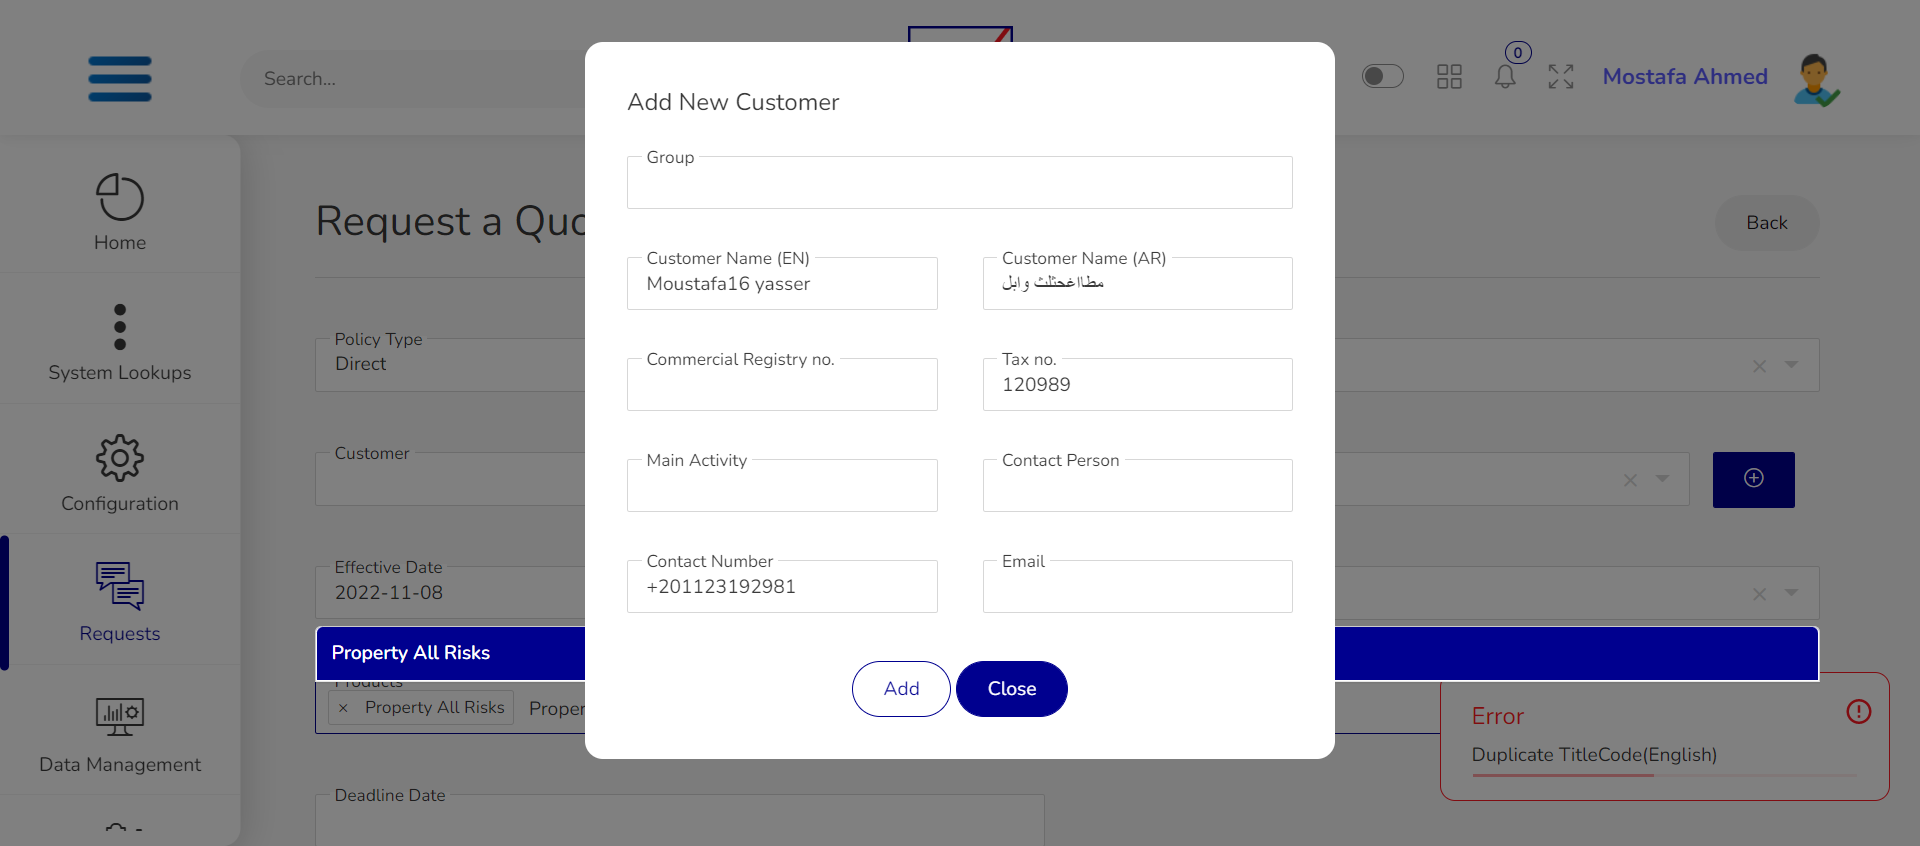 Search...
0
Mostafa Ahmed
Home
System Lookups
Configuration
Requests
Data Management
Request a Quo
Back
Policy Type
Direct
Customer
Effective Date
2022-11-08
Property All Risks
Products
× Property All Risks Proper
Deadline Date
Add New Customer
Group
Customer Name (EN)
Moustafa16 yasser
Customer Name (AR)
مطااغحثلث وابل
Commercial Registry no.
Tax no.
120989
Main Activity
Contact Person
Contact Number
+201123192981
Email
Add
Close
Error
Duplicate TitleCode(English)